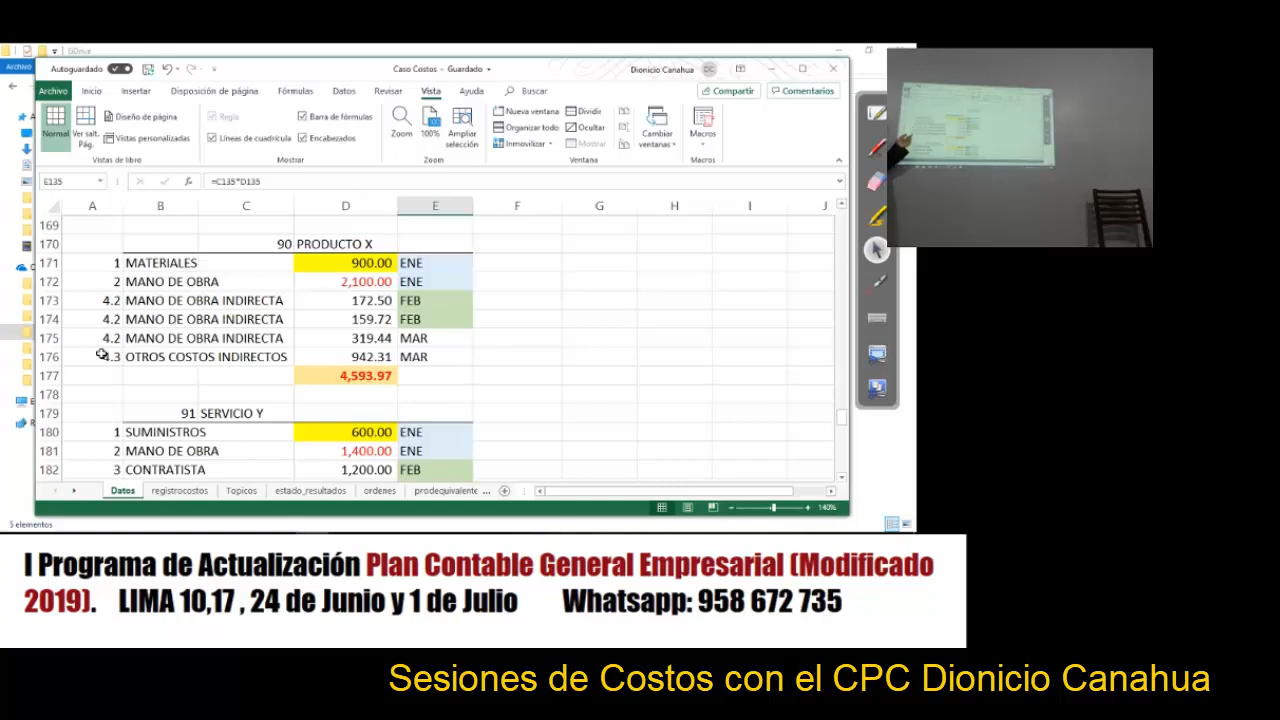 GDrive
Autoguardado
Caso Costos - Guardado
Dionicio Canahua
DC
Archivo
Archivo Inicio Insertar Disposición de página Fórmulas Datos Revisar Vista Ayuda Buscar
Compartir Comentarios
Normal
Ver salt. Pág.
Diseño de página
Vistas personalizadas
Vistas de libro
Regla
Barra de fórmulas
Líneas de cuadrícula
Encabezados
Mostrar
Zoom
100%
Ampliar selección
Zoom
Nueva ventana
Organizar todo
Inmovilizar
Dividir
Ocultar
Mostrar
Cambiar ventanas
Ventana
Macros
Macros
E135 fx =C135*D135
A B C D E F G H I J
169
170 90 PRODUCTO X
171 1 MATERIALES 900.00 ENE
172 2 MANO DE OBRA 2,100.00 ENE
173 4.2 MANO DE OBRA INDIRECTA 172.50 FEB
174 4.2 MANO DE OBRA INDIRECTA 159.72 FEB
175 4.2 MANO DE OBRA INDIRECTA 319.44 MAR
176 4.3 OTROS COSTOS INDIRECTOS 942.31 MAR
177 4,593.97
178
179 91 SERVICIO Y
180 1 SUMINISTROS 600.00 ENE
181 2 MANO DE OBRA 1,400.00 ENE
182 3 CONTRATISTA 1,200.00 FEB
Datos registrocostos Topicos estado_resultados ordenes prodequivalente ...
140%
5 elementos
I Programa de Actualización Plan Contable General Empresarial (Modificado
2019). LIMA 10,17 , 24 de Junio y 1 de Julio Whatsapp: 958 672 735
Sesiones de Costos con el CPC Dionicio Canahua